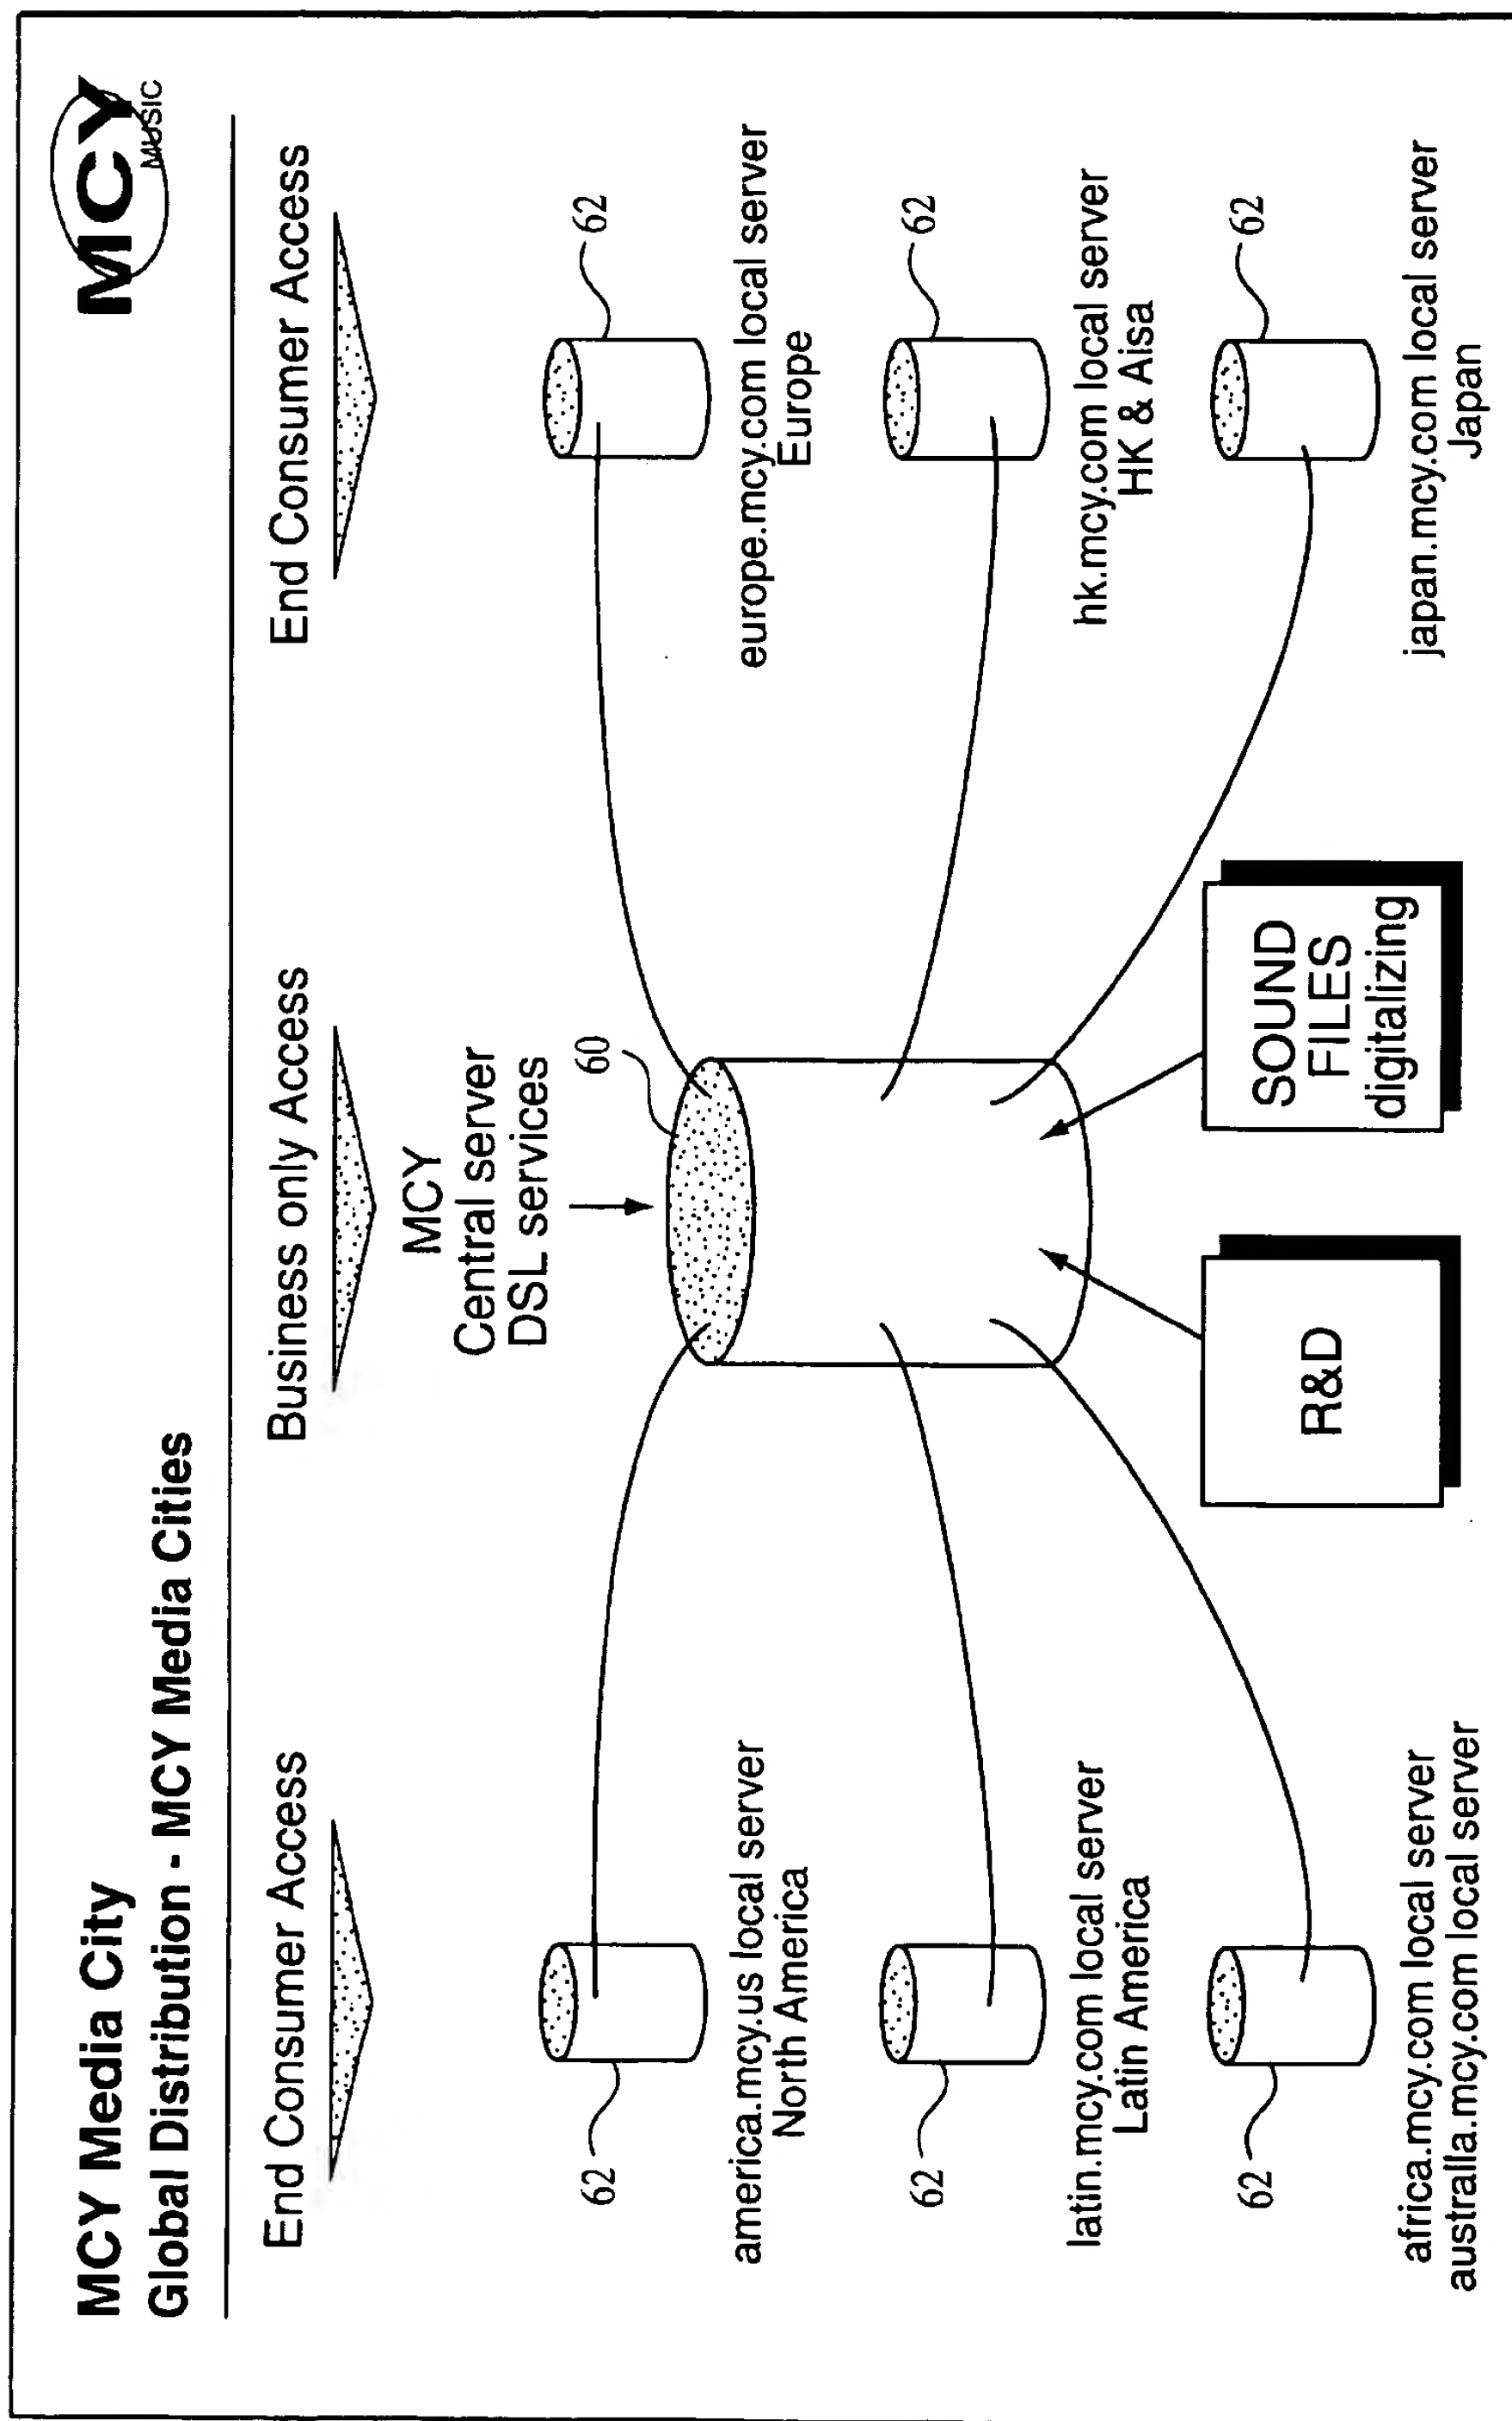 MCY Media City
Global Distribution - MCY Media Cities
MCY
MUSIC
End Consumer Access
Business only Access
End Consumer Access
MCY
Central server
DSL services
60
62
america.mcy.us local server
North America
62
europe.mcy.com local server
Europe
62
latin.mcy.com local server
Latin America
62
hk.mcy.com local server
HK & Aisa
62
africa.mcy.com local server
australla.mcy.com local server
R&D
SOUND
FILES
digitalizing
62
japan.mcy.com local server
Japan